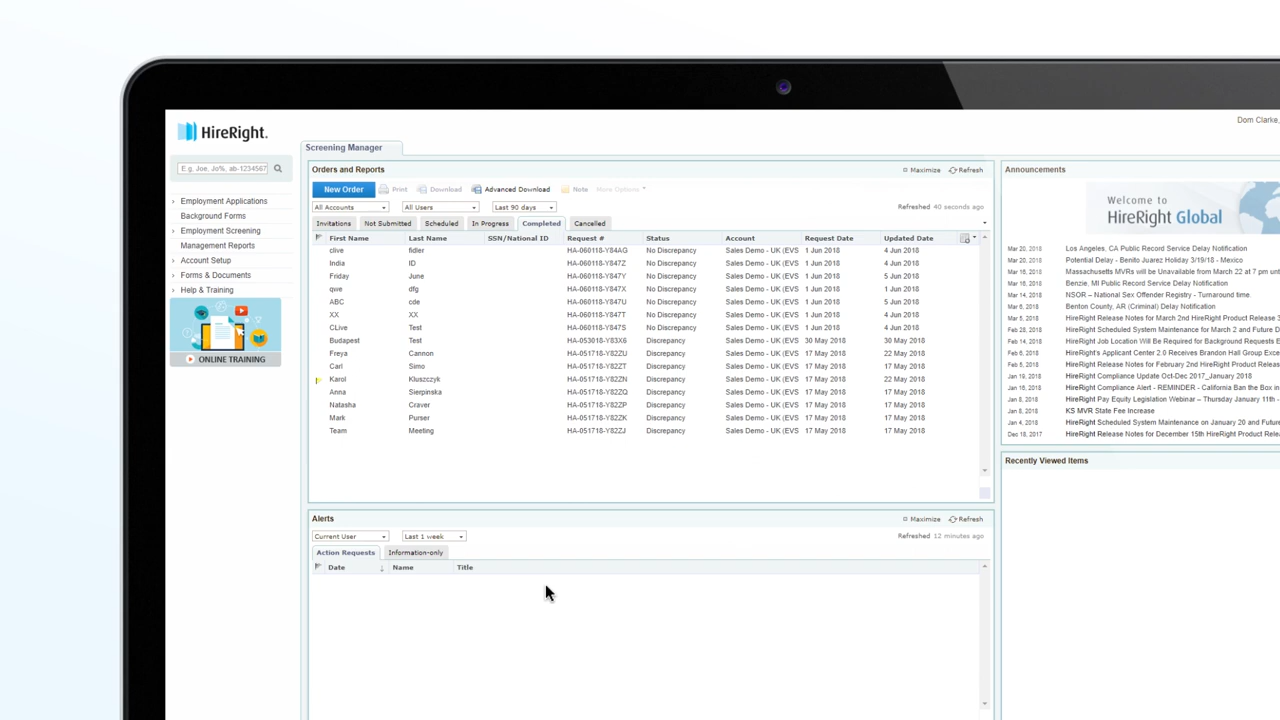 Dom Clarke,
HireRight.
Screening Manager
E.g. Joe, Jo%, ab-1234567
Employment Applications
Background Forms
Employment Screening
Management Reports
Account Setup
Forms & Documents
Help & Training
ONLINE TRAINING
Orders and Reports
Maximize Refresh
New Order Print Download Advanced Download Note More Options
All Accounts All Users Last 90 days Refreshed 40 seconds ago
Invitations Not Submitted Scheduled In Progress Completed Cancelled
First Name Last Name SSN/National ID Request # Status Account Request Date Updated Date
clive fidler HA-060118-Y84AG No Discrepancy Sales Demo - UK (EVS 1 Jun 2018 4 Jun 2018
India ID HA-060118-Y847Z No Discrepancy Sales Demo - UK (EVS 1 Jun 2018 4 Jun 2018
Friday June HA-060118-Y847Y No Discrepancy Sales Demo - UK (EVS 1 Jun 2018 5 Jun 2018
qwe dfg HA-060118-Y847X No Discrepancy Sales Demo - UK (EVS 1 Jun 2018 1 Jun 2018
ABC cde HA-060118-Y847U No Discrepancy Sales Demo - UK (EVS 1 Jun 2018 5 Jun 2018
XX XX HA-060118-Y847T No Discrepancy Sales Demo - UK (EVS 1 Jun 2018 4 Jun 2018
CLive Test HA-060118-Y847S No Discrepancy Sales Demo - UK (EVS 1 Jun 2018 4 Jun 2018
Budapest Test HA-053018-Y83X6 No Discrepancy Sales Demo - UK (EVS 30 May 2018 30 May 2018
Freya Cannon HA-051718-Y82ZU Discrepancy Sales Demo - UK (EVS 17 May 2018 22 May 2018
Carl Simo HA-051718-Y82ZT Discrepancy Sales Demo - UK (EVS 17 May 2018 17 May 2018
Karol Kluszczyk HA-051718-Y82ZN Discrepancy Sales Demo - UK (EVS 17 May 2018 22 May 2018
Anna Sierpinska HA-051718-Y82ZQ Discrepancy Sales Demo - UK (EVS 17 May 2018 17 May 2018
Natasha Craver HA-051718-Y82ZP Discrepancy Sales Demo - UK (EVS 17 May 2018 17 May 2018
Mark Purser HA-051718-Y82ZK Discrepancy Sales Demo - UK (EVS 17 May 2018 17 May 2018
Team Meeting HA-051718-Y82ZJ Discrepancy Sales Demo - UK (EVS 17 May 2018 17 May 2018
Alerts
Maximize Refresh
Current User Last 1 week Refreshed 12 minutes ago
Action Requests Information-only
Date Name Title
Announcements
Welcome to
HireRight Global
Mar 20, 2018 Los Angeles, CA Public Record Service Delay Notification
Mar 20, 2018 Potential Delay - Benito Juarez Holiday 3/19/18 - Mexico
Mar 18, 2018 Massachusetts MVRs will be Unavailable from March 22 at 7 pm unt
Mar 18, 2018 Benzie, MI Public Record Service Delay Notification
Mar 14, 2018 NSOR – National Sex Offender Registry - Turnaround time.
Mar 6, 2018 Benton County, AR (Criminal) Delay Notification
Mar 5, 2018 HireRight Release Notes for March 2nd HireRight Product Release 3
Feb 28, 2018 HireRight Scheduled System Maintenance for March 2 and Future D
Feb 14, 2018 HireRight Job Location Will Be Required for Background Requests E
Feb 6, 2018 HireRight's Applicant Center 2.0 Receives Brandon Hall Group Exce
Feb 5, 2018 HireRight Release Notes for February 2nd HireRight Product Releas
Jan 19, 2018 HireRight Compliance Update Oct-Dec 2017_January 2018
Jan 16, 2018 HireRight Compliance Alert - REMINDER - California Ban the Box in
Jan 8, 2018 HireRight Pay Equity Legislation Webinar – Thursday January 11th -
Jan 8, 2018 KS MVR State Fee Increase
Jan 4, 2018 HireRight Scheduled System Maintenance on January 20 and Future
Dec 18, 2017 HireRight Release Notes for December 15th HireRight Product Relea
Recently Viewed Items